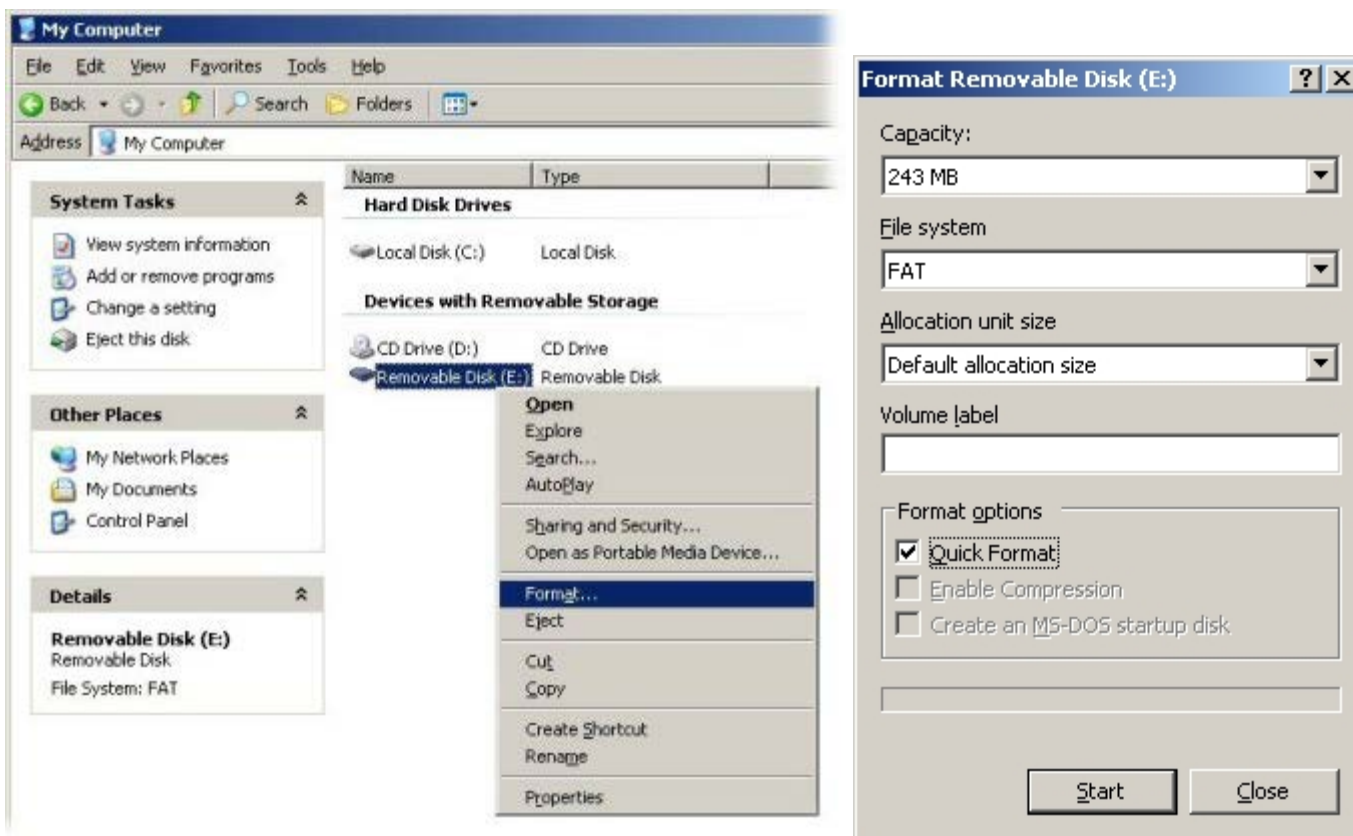 My Computer
File Edit View Favorites Tools Help
Back Search Folders
Address My Computer
System Tasks
View system information
Add or remove programs
Change a setting
Eject this disk
Other Places
My Network Places
My Documents
Control Panel
Details
Removable Disk (E:)
Removable Disk
File System: FAT
Name Type
Hard Disk Drives
Local Disk (C:) Local Disk
Devices with Removable Storage
CD Drive (D:) CD Drive
Removable Disk (E:) Removable Disk
Open
Explore
Search...
AutoPlay
Sharing and Security...
Open as Portable Media Device...
Format...
Eject
Cut
Copy
Create Shortcut
Rename
Properties
Format Removable Disk (E:)
Capacity:
243 MB
File system
FAT
Allocation unit size
Default allocation size
Volume label
Format options
Quick Format
Enable Compression
Create an MS-DOS startup disk
Start Close